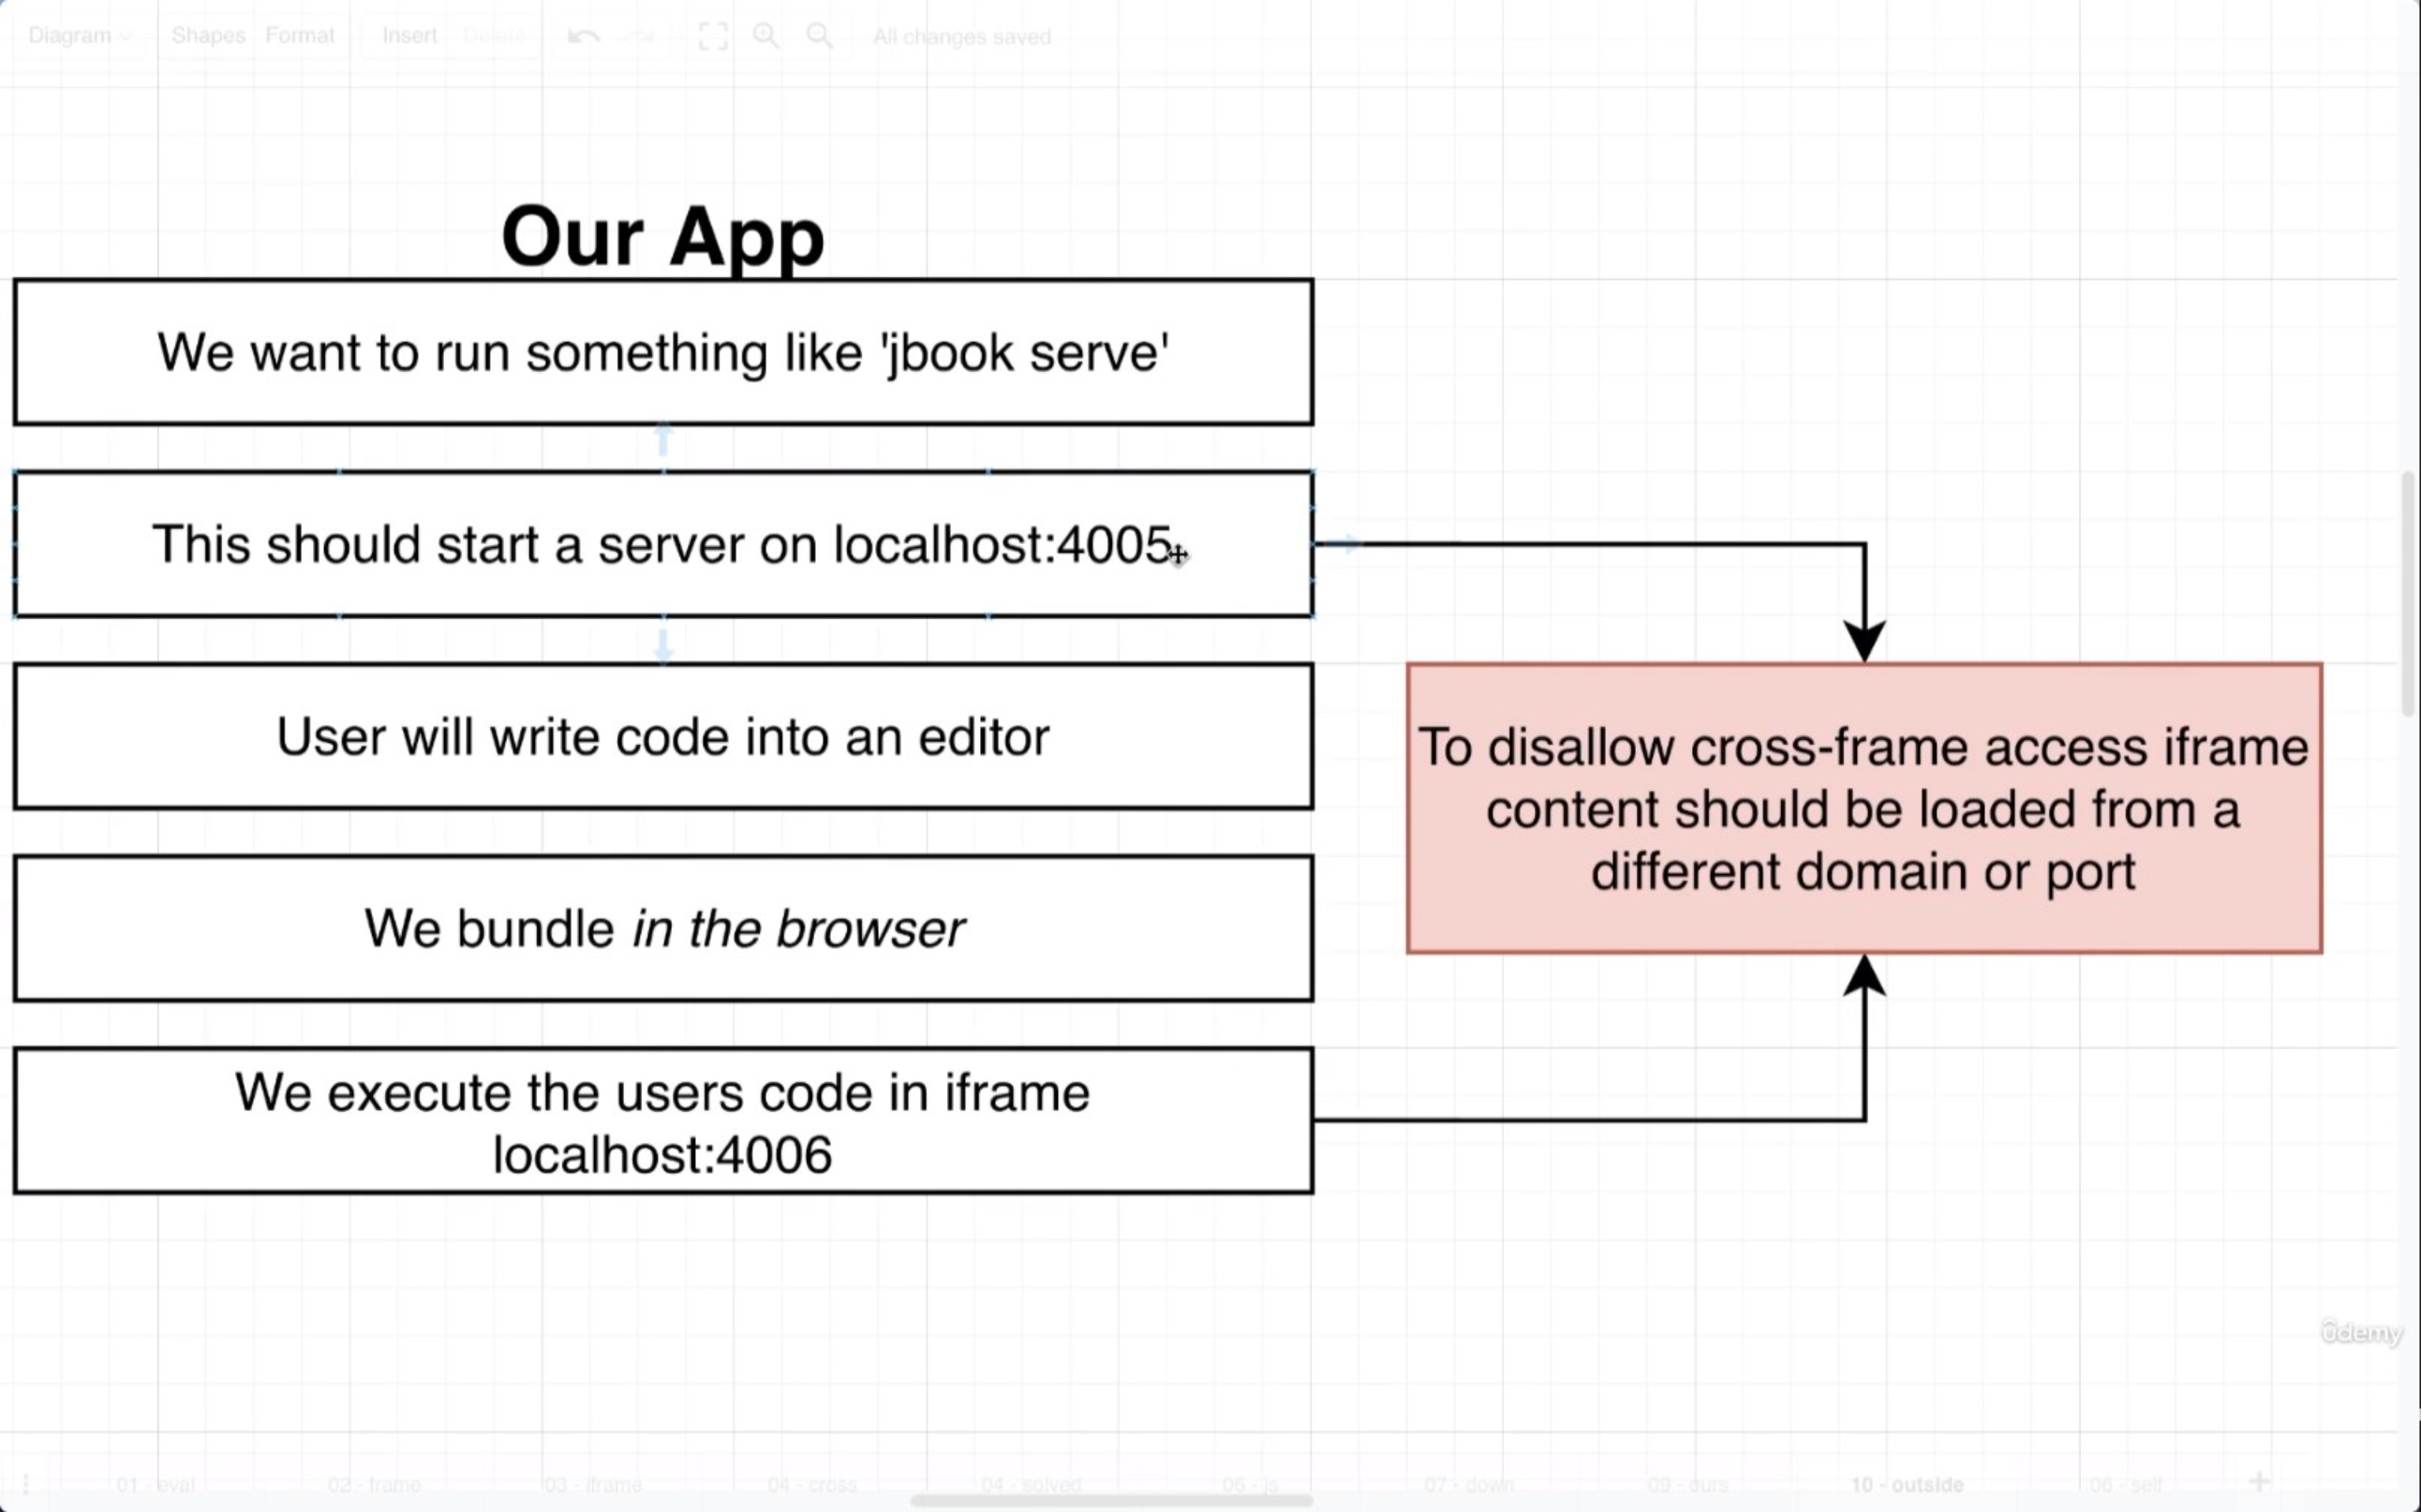 Diagram Shapes Format Insert Delete All changes saved
Our App
We want to run something like 'jbook serve'
This should start a server on localhost:4005
User will write code into an editor
We bundle in the browser
We execute the users code in iframe
localhost:4006
To disallow cross-frame access iframe
content should be loaded from a
different domain or port
ûdemy
01 - eval 02 - frame 03 - iframe 04 - cross 04 - solved 06 - js 07 - down 09 - ours 10 - outside 06 - self